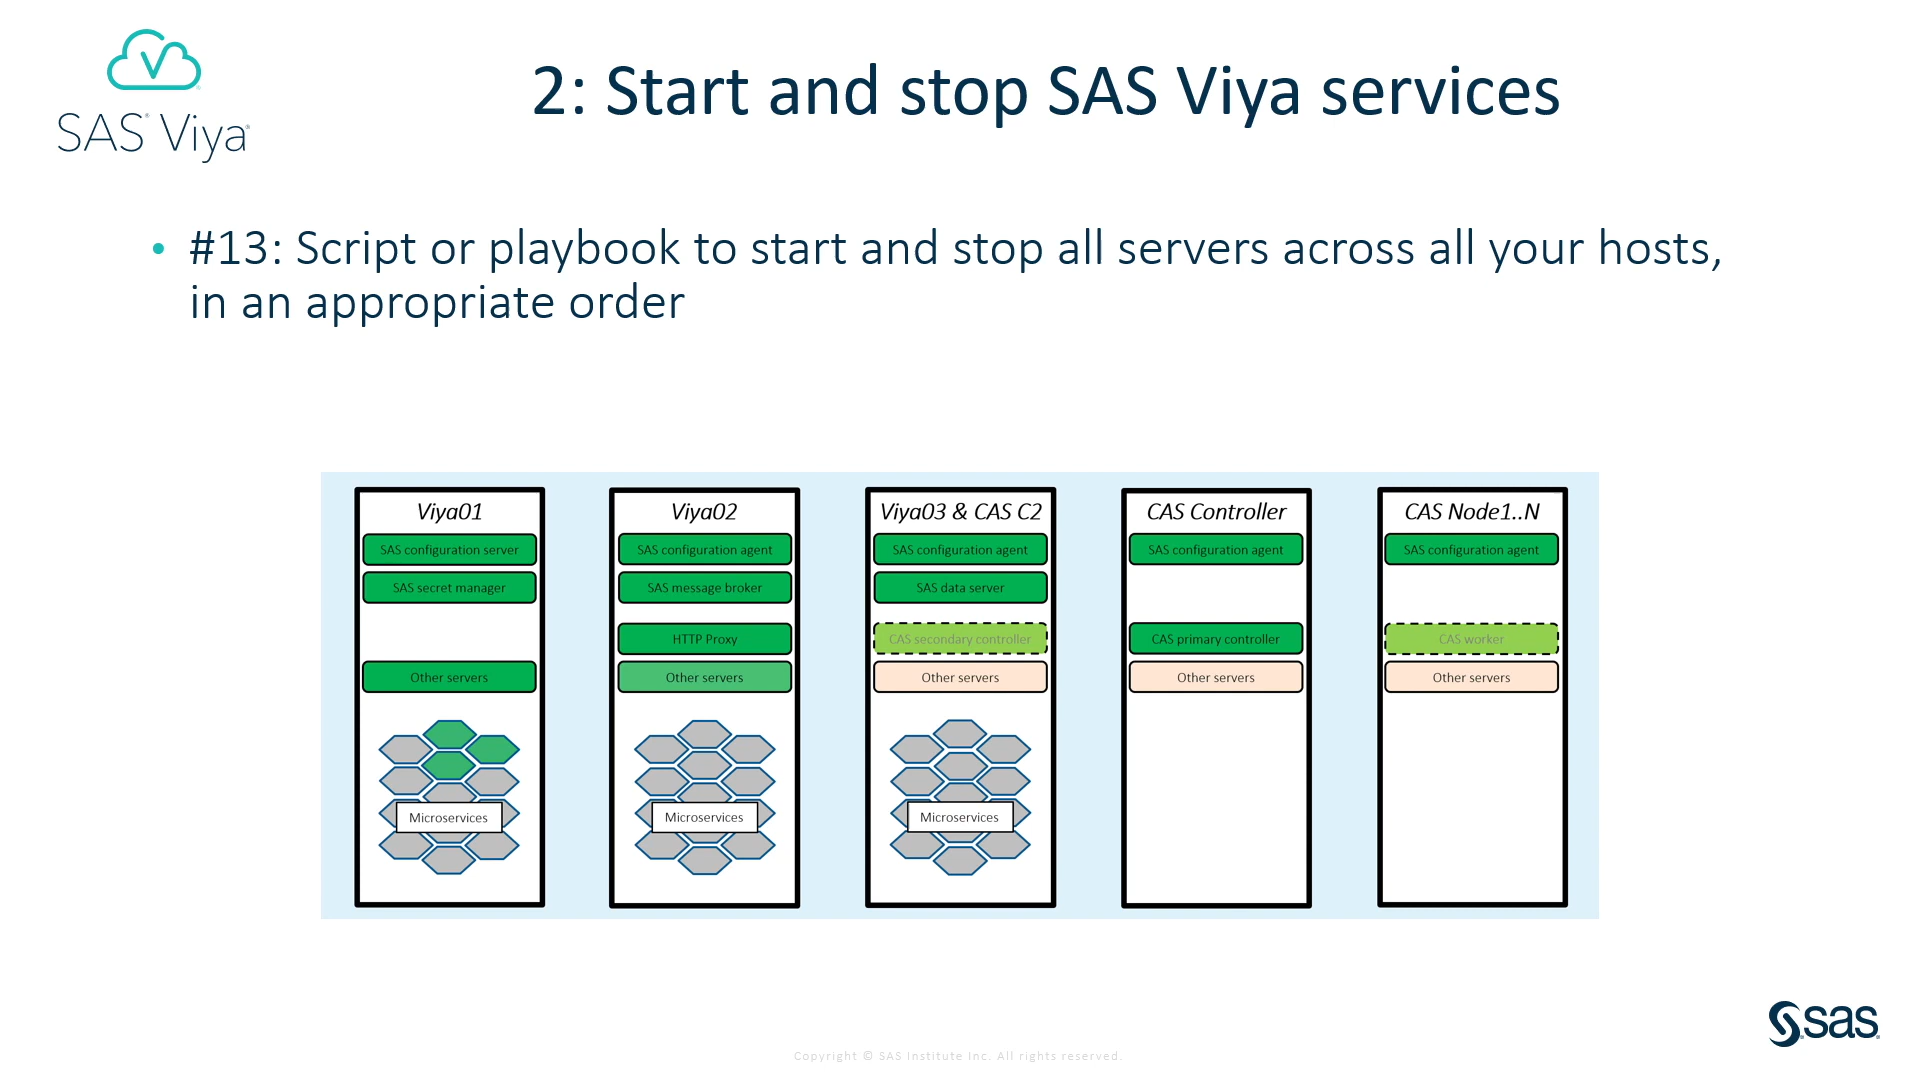 SAS® Viya®
2: Start and stop SAS Viya services
• #13: Script or playbook to start and stop all servers across all your hosts,
in an appropriate order
Viya01
SAS configuration server
SAS secret manager
Other servers
Microservices
Viya02
SAS configuration agent
SAS message broker
HTTP Proxy
Other servers
Microservices
Viya03 & CAS C2
SAS configuration agent
SAS data server
CAS secondary controller
Other servers
Microservices
CAS Controller
SAS configuration agent
CAS primary controller
Other servers
CAS Node1..N
SAS configuration agent
CAS worker
Other servers
sas
Copyright © SAS Institute Inc. All rights reserved.